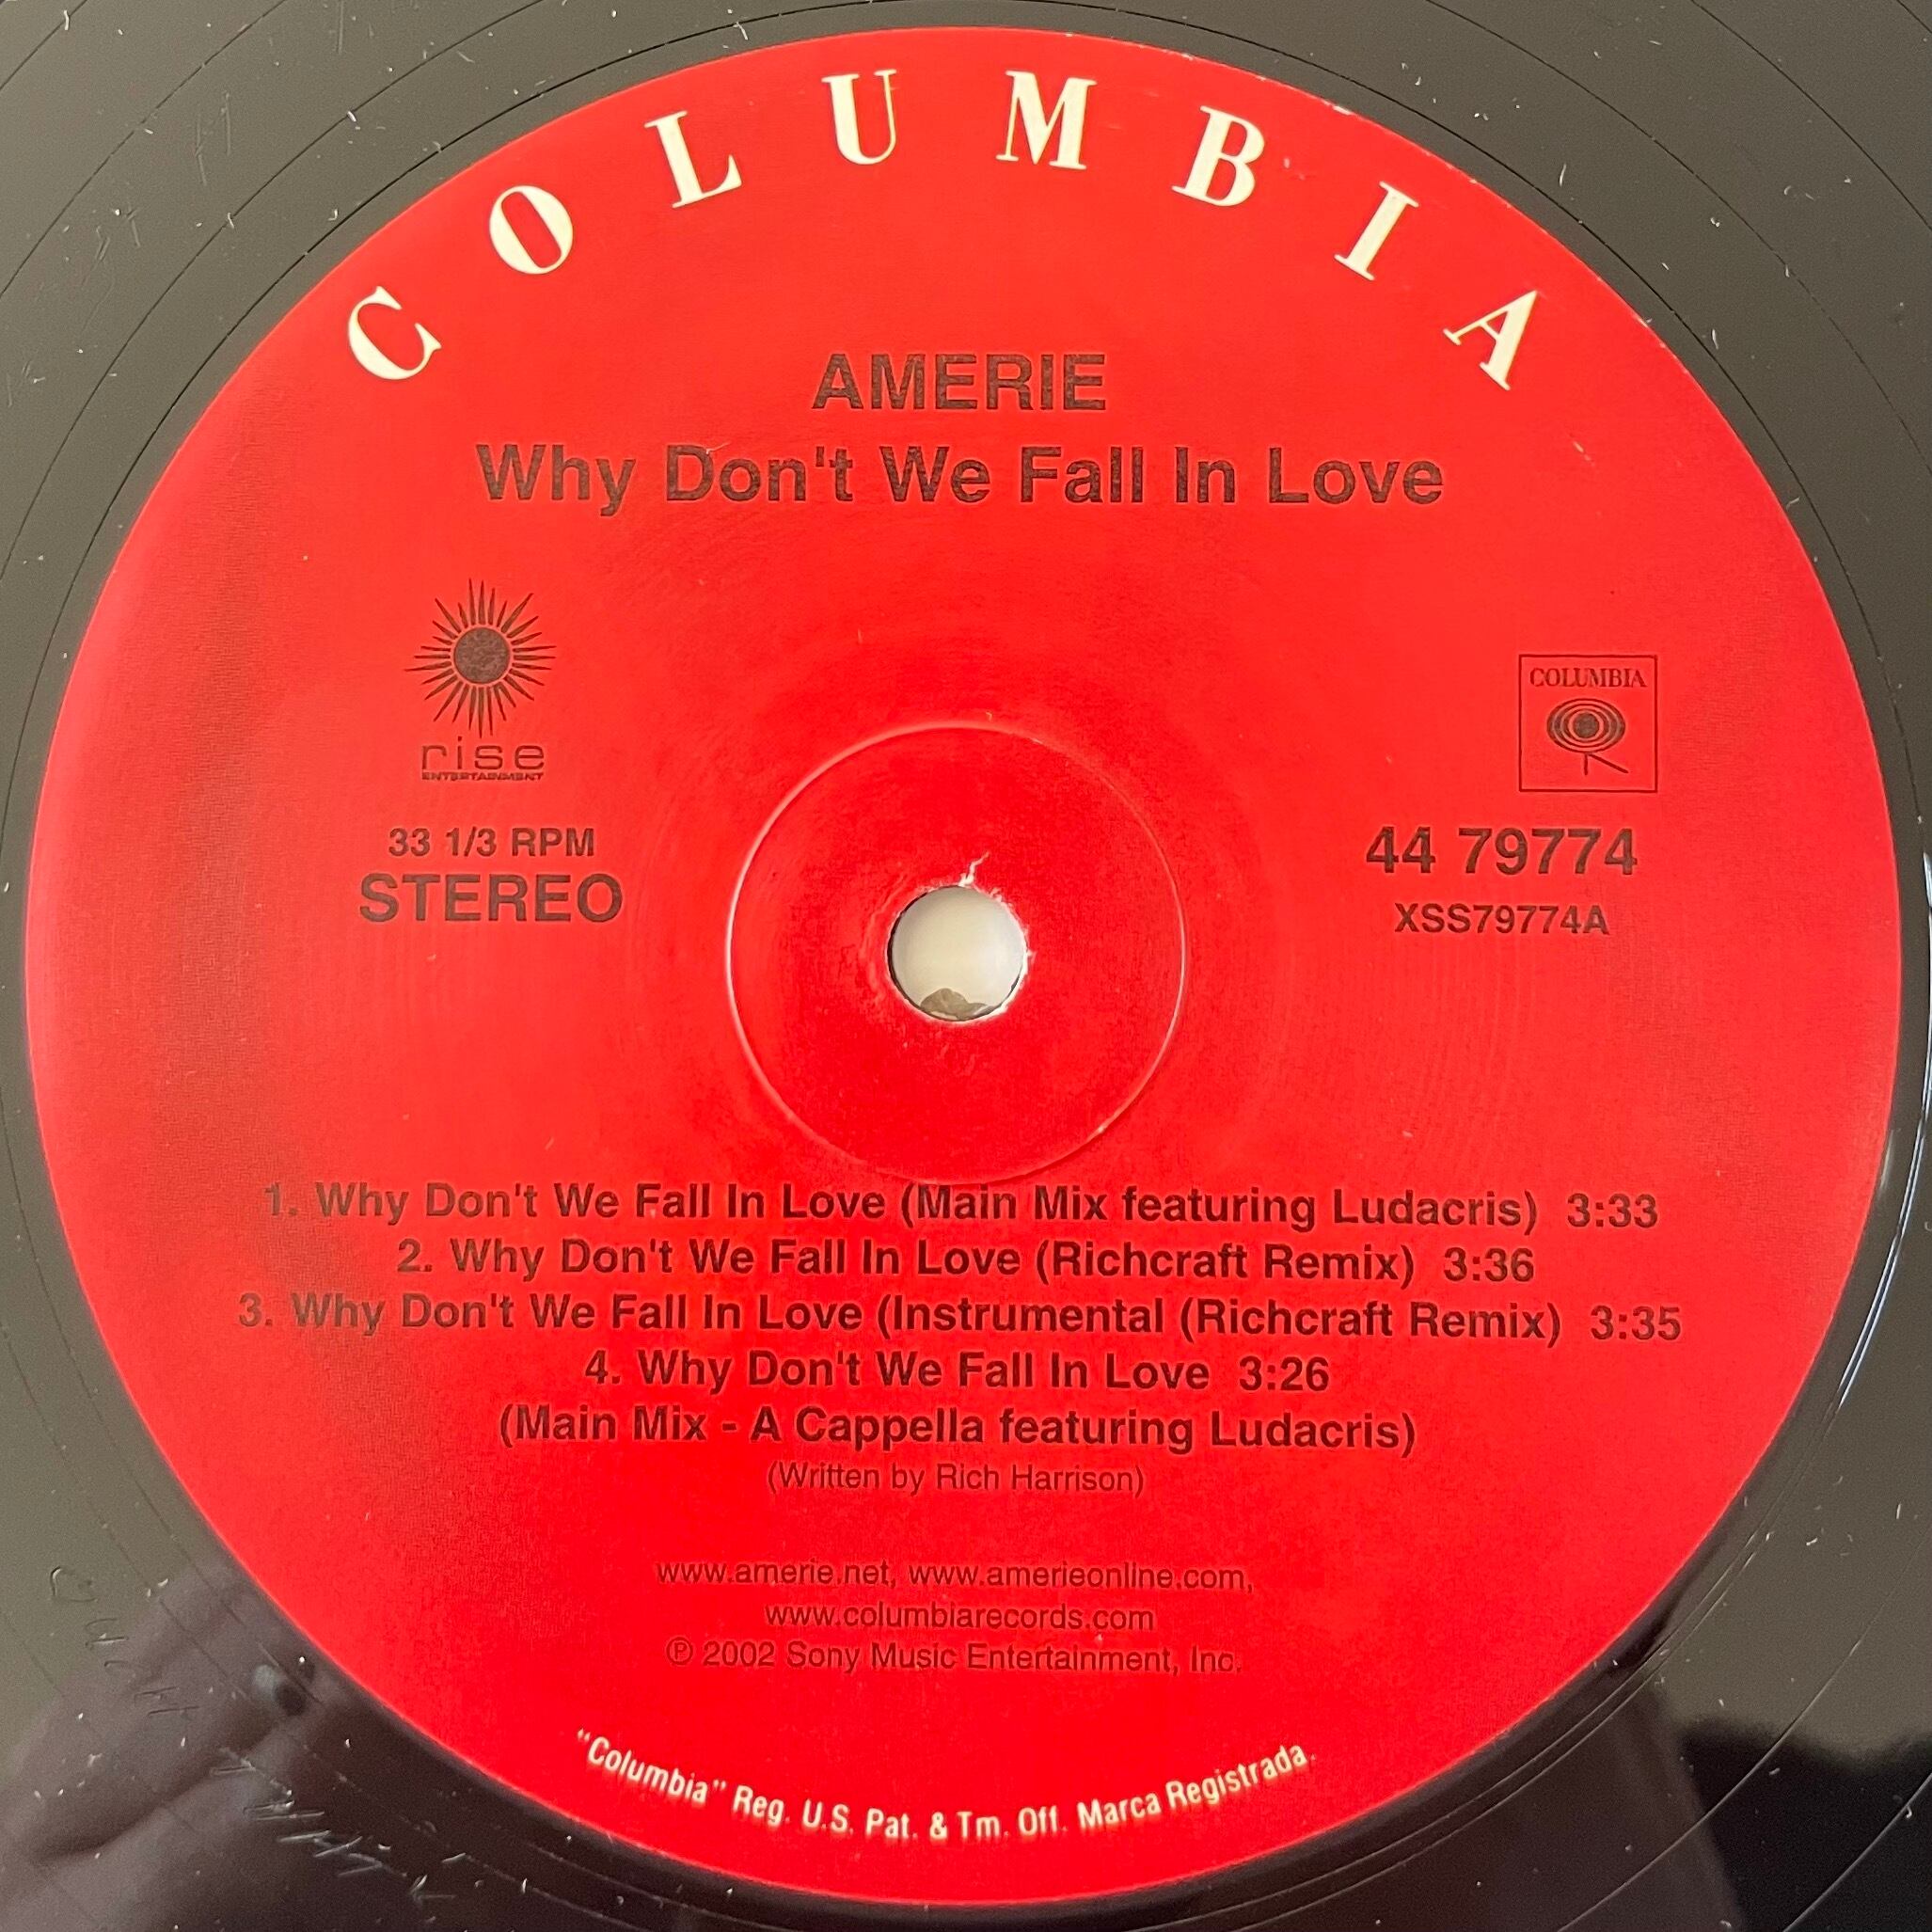 COLUMBIA
AMERIE
Why Don't We Fall In Love
rise
ENTERTAINMENT
COLUMBIA
33 1/3 RPM
STEREO
44 79774
XSS79774A
1. Why Don't We Fall In Love (Main Mix featuring Ludacris) 3:33
2. Why Don't We Fall In Love (Richcraft Remix) 3:36
3. Why Don't We Fall In Love (Instrumental (Richcraft Remix) 3:35
4. Why Don't We Fall In Love 3:26
(Main Mix - A Cappella featuring Ludacris)
(Written by Rich Harrison)
www.amerie.net, www.amerieonline.com,
www.columbiarecords.com
℗ 2002 Sony Music Entertainment, Inc.
"Columbia" Reg. U.S. Pat. & Tm. Off. Marca Registrada.